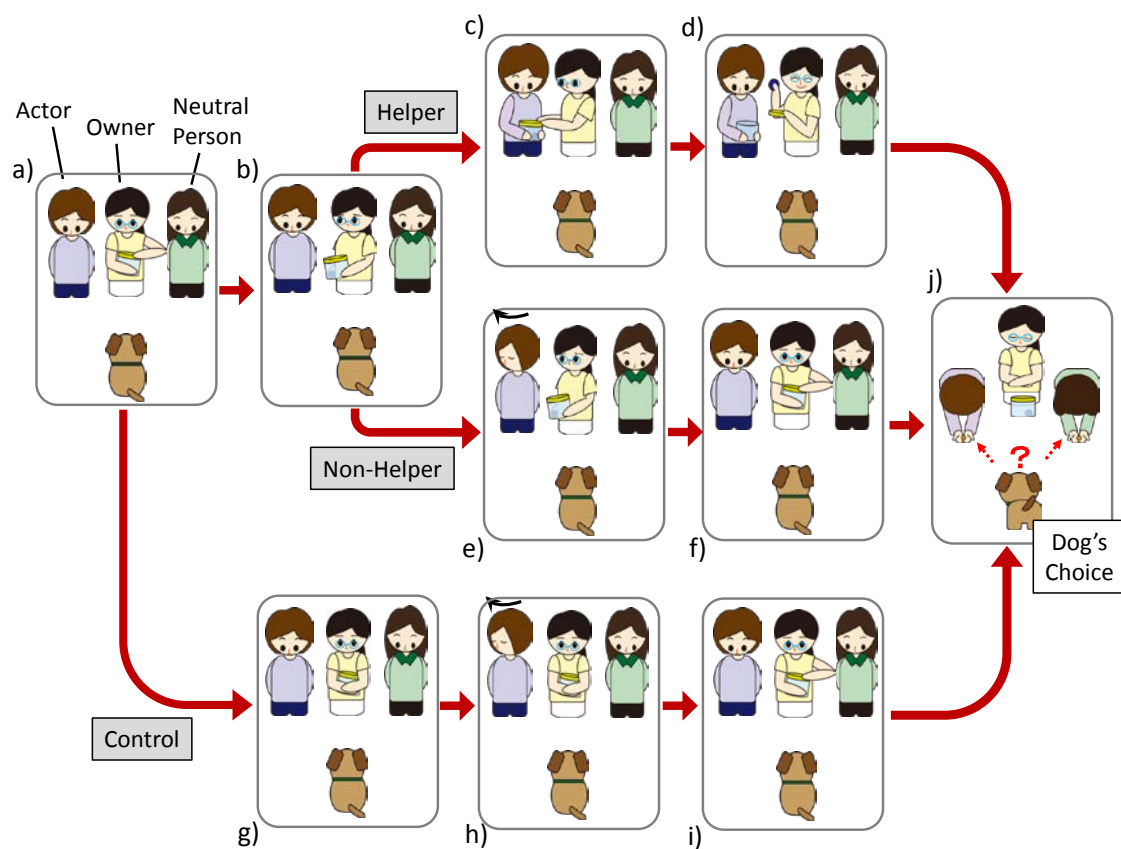 c)
d)
Actor
Owner
Neutral
Person
Helper
a)
b)
j)
?
Non-Helper
e)
f)
Dog's
Choice
Control
g)
h)
i)